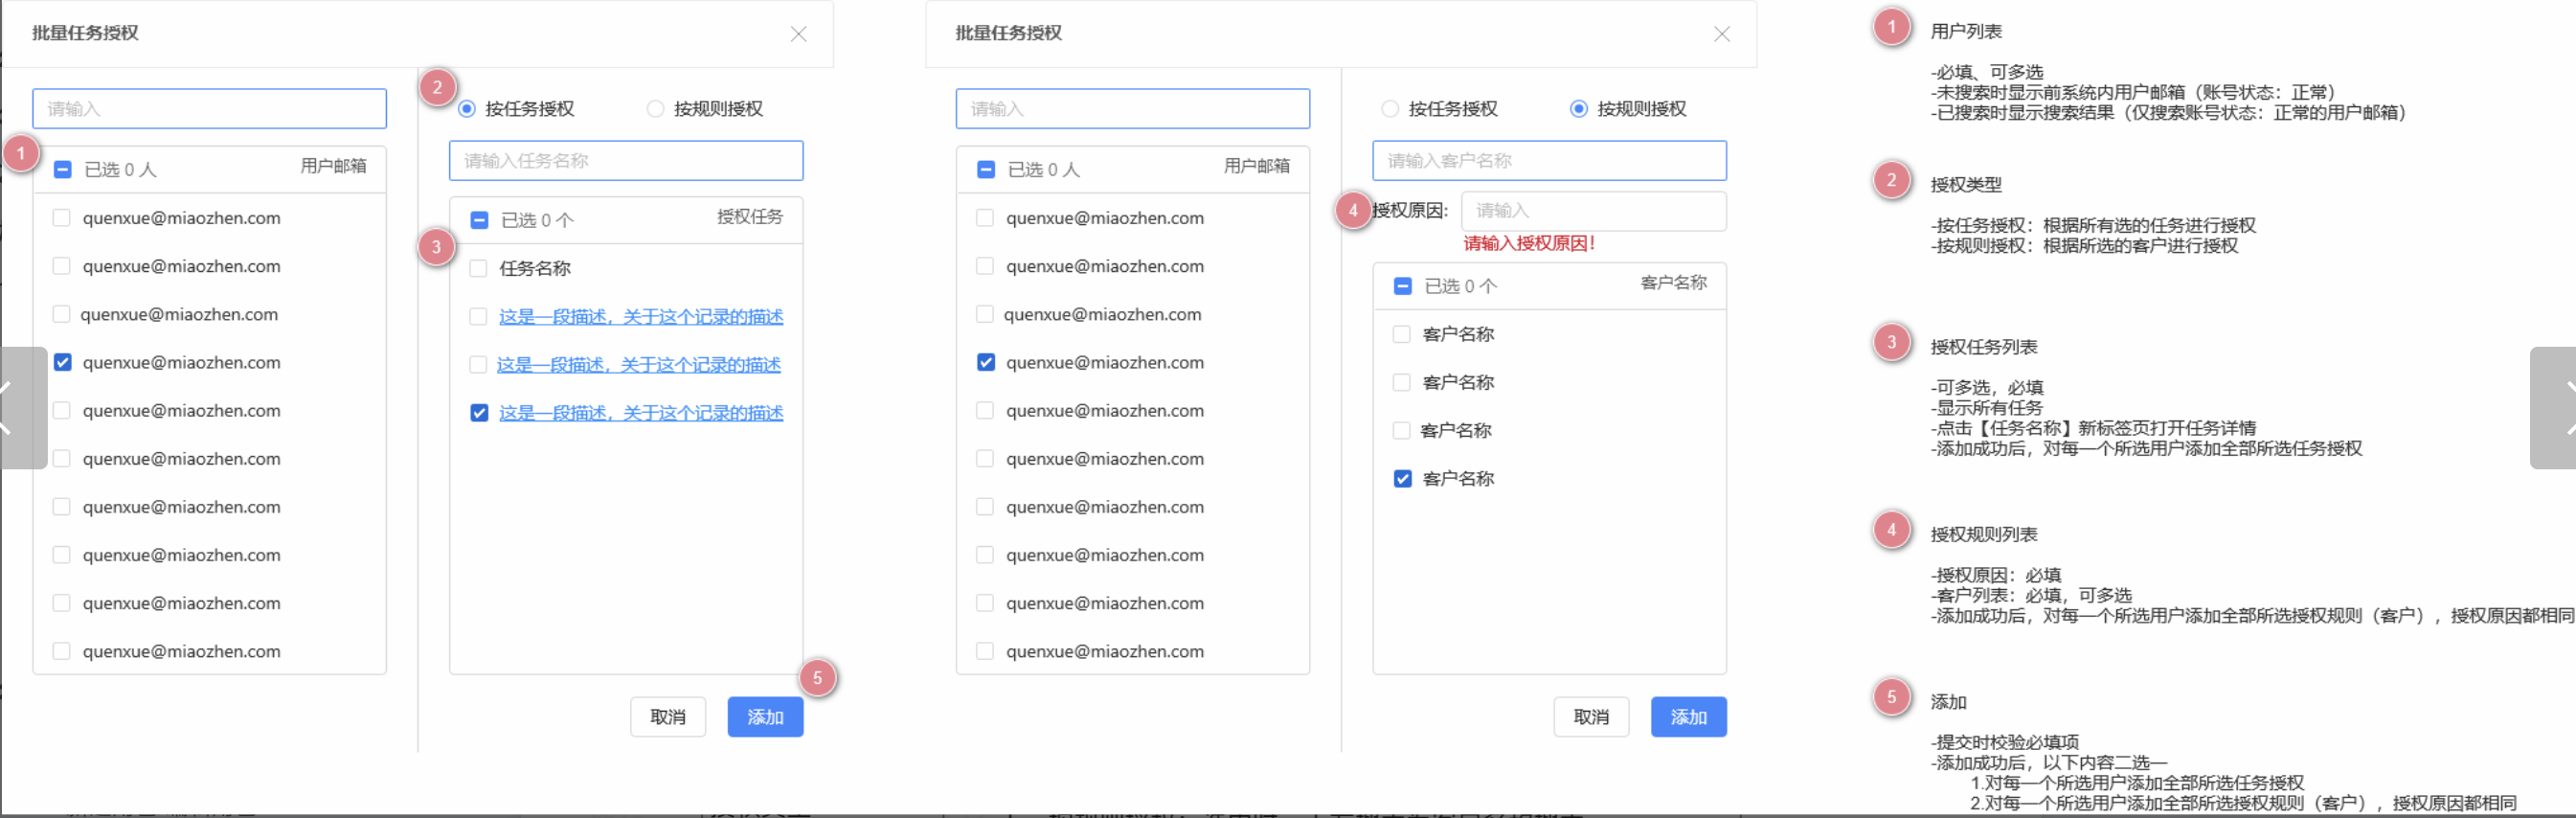 批量任务授权
请输入
1
已选 0 人 用户邮箱
quenxue@miaozhen.com
quenxue@miaozhen.com
quenxue@miaozhen.com
quenxue@miaozhen.com
quenxue@miaozhen.com
quenxue@miaozhen.com
quenxue@miaozhen.com
quenxue@miaozhen.com
quenxue@miaozhen.com
quenxue@miaozhen.com
2
按任务授权 按规则授权
请输入任务名称
已选 0 个 授权任务
3
任务名称
这是一段描述，关于这个记录的描述
这是一段描述，关于这个记录的描述
这是一段描述，关于这个记录的描述
5
取消 添加
批量任务授权
请输入
已选 0 人 用户邮箱
quenxue@miaozhen.com
quenxue@miaozhen.com
quenxue@miaozhen.com
quenxue@miaozhen.com
quenxue@miaozhen.com
quenxue@miaozhen.com
quenxue@miaozhen.com
quenxue@miaozhen.com
quenxue@miaozhen.com
quenxue@miaozhen.com
按任务授权 按规则授权
请输入客户名称
4 授权原因: 请输入
请输入授权原因!
已选 0 个 客户名称
客户名称
客户名称
客户名称
客户名称
取消 添加
1 用户列表
-必填、可多选
-未搜索时显示前系统内用户邮箱（账号状态：正常）
-已搜索时显示搜索结果（仅搜索账号状态：正常的用户邮箱）
2 授权类型
-按任务授权：根据所有选的任务进行授权
-按规则授权：根据所选的客户进行授权
3 授权任务列表
-可多选，必填
-显示所有任务
-点击【任务名称】新标签页打开任务详情
-添加成功后，对每一个所选用户添加全部所选任务授权
4 授权规则列表
-授权原因：必填
-客户列表：必填，可多选
-添加成功后，对每一个所选用户添加全部所选授权规则（客户），授权原因都相同
5 添加
-提交时校验必填项
-添加成功后，以下内容二选一
1.对每一个所选用户添加全部所选任务授权
2.对每一个所选用户添加全部所选授权规则（客户），授权原因都相同